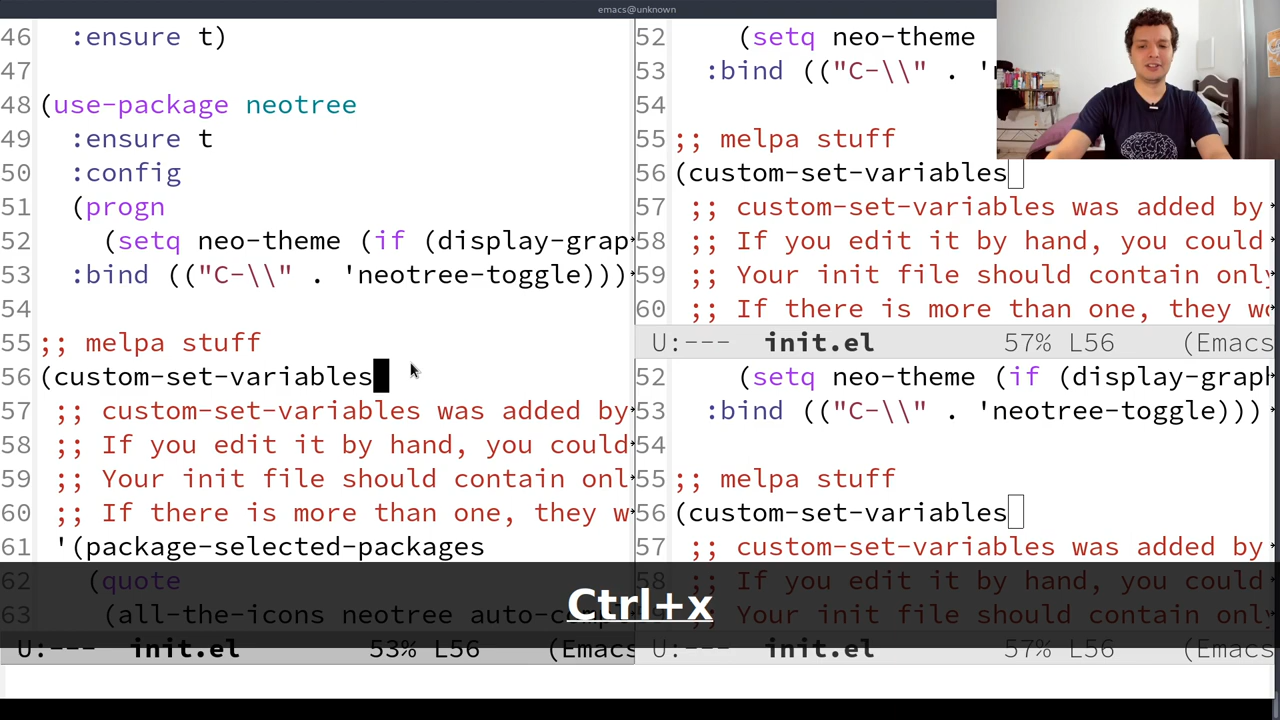 emacs@unknown
46 :ensure t)
47
48 (use-package neotree
49 :ensure t
50 :config
51 (progn
52 (setq neo-theme (if (display-grap
53 :bind (("C-\\" . 'neotree-toggle)))
54
55 ;; melpa stuff
56 (custom-set-variables
57 ;; custom-set-variables was added by
58 ;; If you edit it by hand, you could
59 ;; Your init file should contain onl
60 ;; If there is more than one, they w
61 '(package-selected-packages
62 (quote
63 (all-the-icons neotree auto-comp
U:--- init.el 53% L56 (Emacs
52 (setq neo-theme
53 :bind (("C-\\" . '
54
55 ;; melpa stuff
56 (custom-set-variables
57 ;; custom-set-variables was added by
58 ;; If you edit it by hand, you could
59 ;; Your init file should contain only
60 ;; If there is more than one, they wo
U:--- init.el 57% L56 (Emacs
52 (setq neo-theme (if (display-graph
53 :bind (("C-\\" . 'neotree-toggle)))
54
55 ;; melpa stuff
56 (custom-set-variables
57 ;; custom-set-variables was added by
58 ;; If you edit it by hand, you could
59 ;; Your init file should contain only
U:--- init.el 57% L56 (Emacs
Ctrl+x